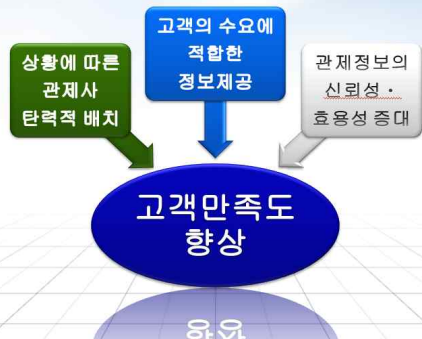 상황에 따른
관제사
탄력적 배치
고객의 수요에
적합한
정보제공
관제정보의
신뢰성・
효용성 증대
고객만족도
향상